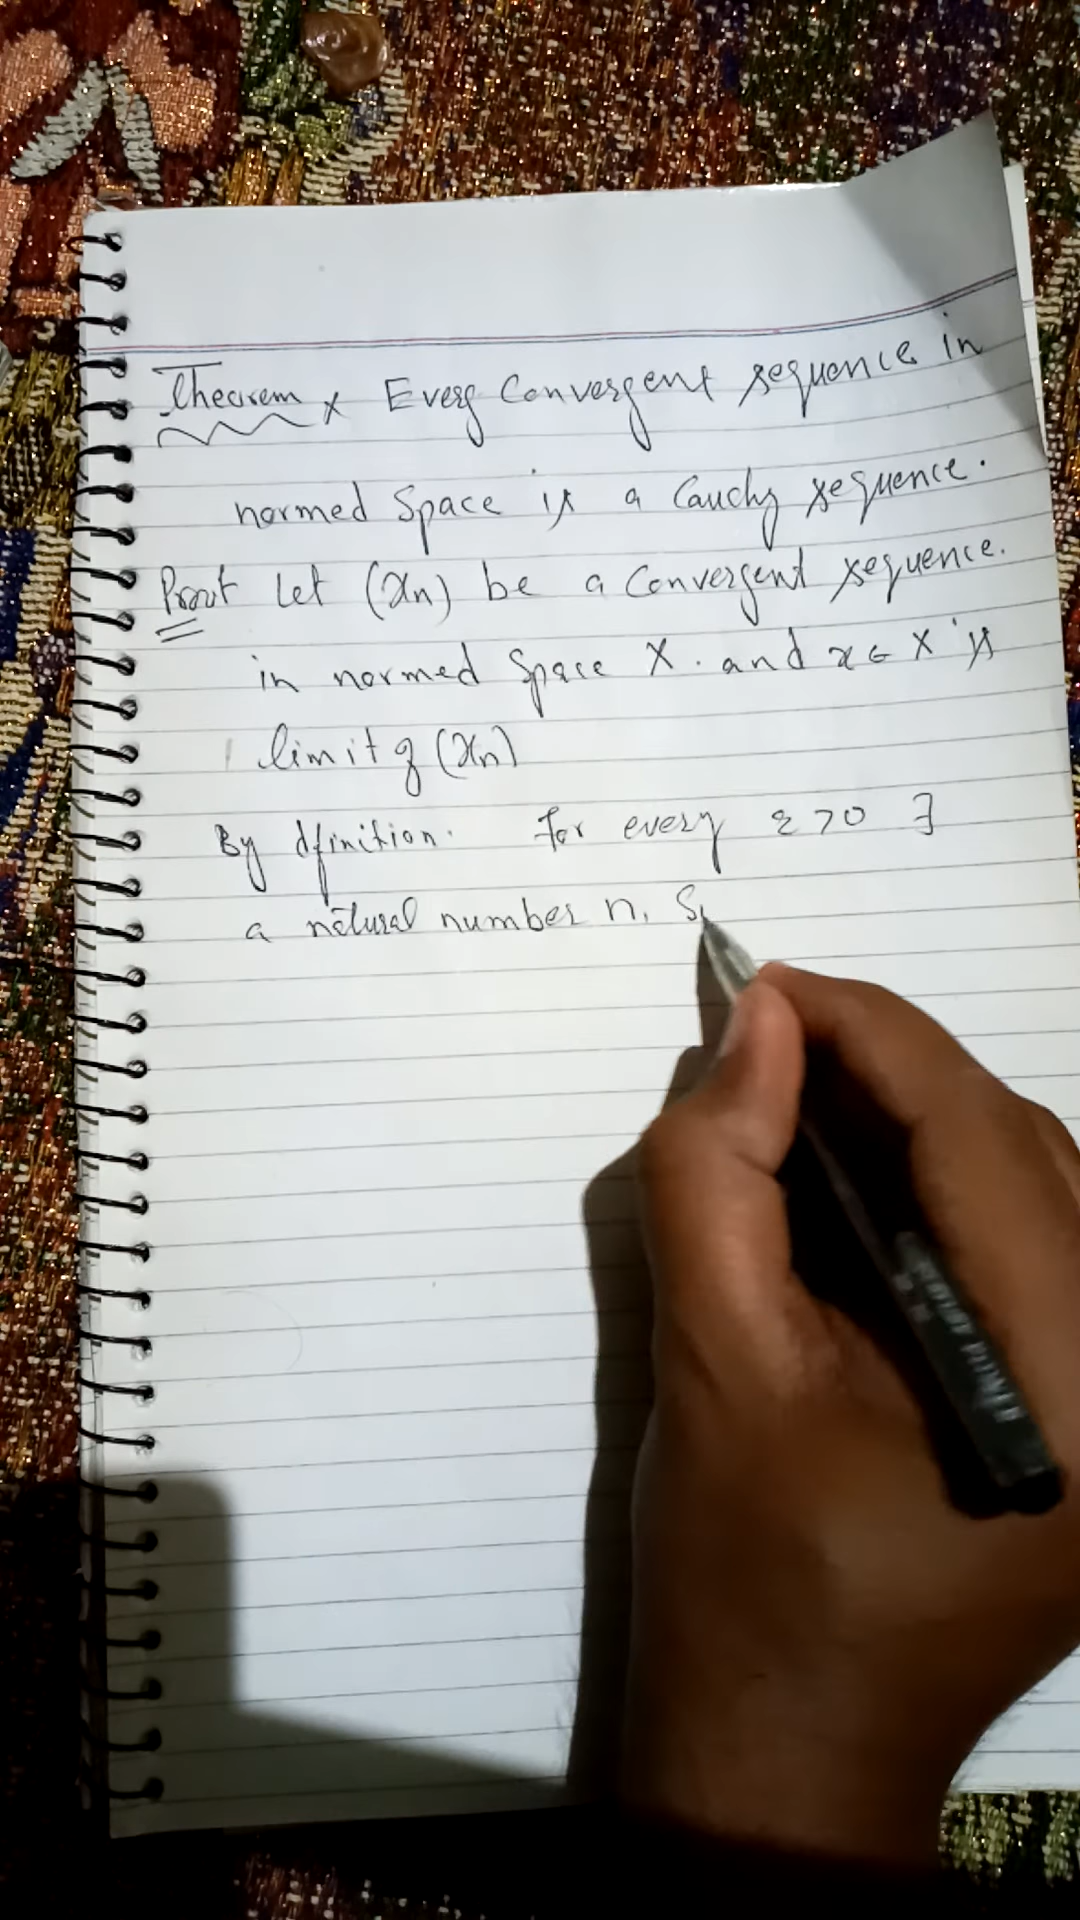 Theorem x Every Convergent sequence in
normed Space is a Cauchy sequence.
Proof Let (xn) be a Convergent sequence.
in normed Space X. and x ∈ X is
limit of (xn)
By dfinition. for every ε > 0 ∃
a natural number n, S